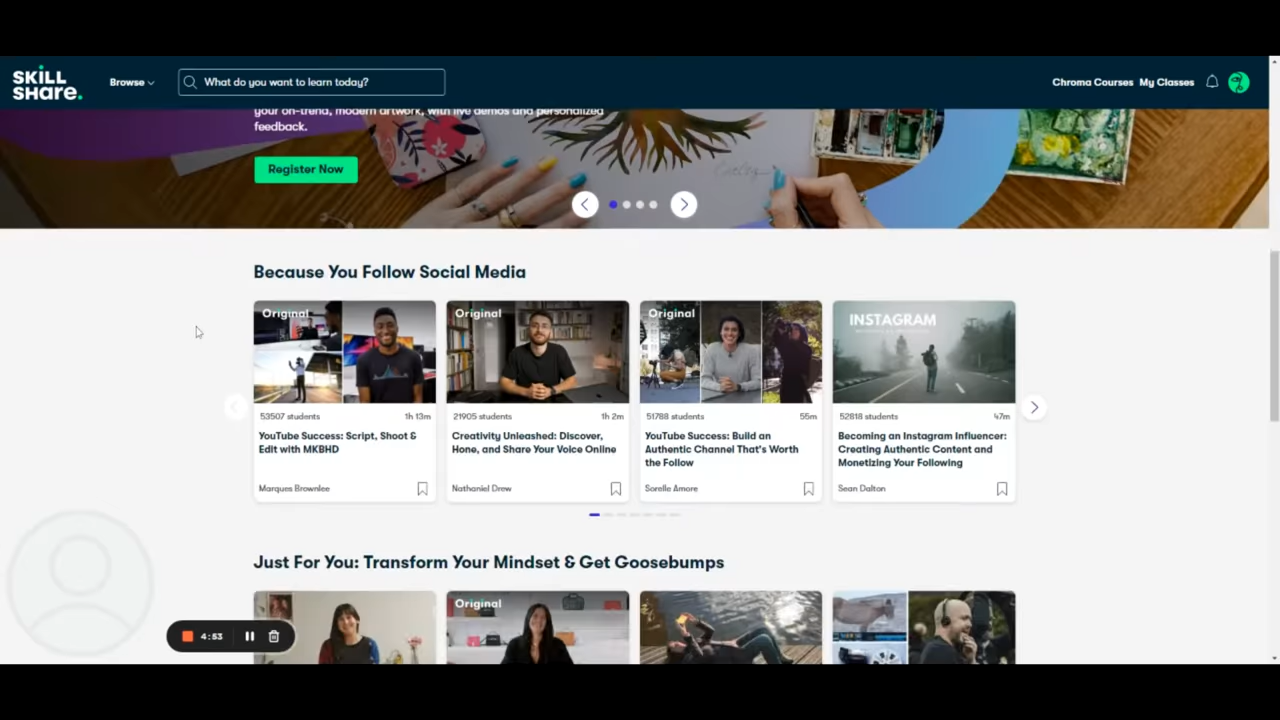 SKILL
SHARE.
Browse
What do you want to learn today?
Chroma Courses
My Classes
your on-trend, modern artwork, with live demos and personalized
feedback.
Register Now
Because You Follow Social Media
Original
53507 students
1h 13m
YouTube Success: Script, Shoot &
Edit with MKBHD
Marques Brownlee
Original
21905 students
1h 2m
Creativity Unleashed: Discover,
Hone, and Share Your Voice Online
Nathaniel Drew
Original
51788 students
55m
YouTube Success: Build an
Authentic Channel That's Worth
the Follow
Sorelle Amore
INSTAGRAM
52818 students
47m
Becoming an Instagram Influencer:
Creating Authentic Content and
Monetizing Your Following
Sean Dalton
Just For You: Transform Your Mindset & Get Goosebumps
Original
4:53